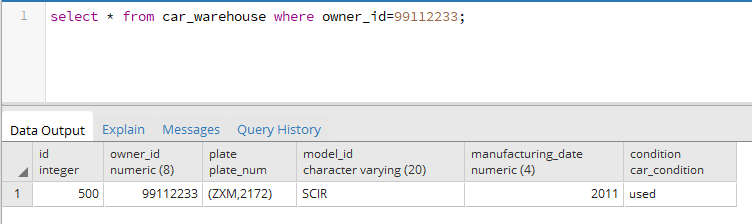 1 select * from car_warehouse where owner_id=99112233;
Data Output Explain Messages Query History
id owner_id plate model_id manufacturing_date condition
integer numeric (8) plate_num character varying (20) numeric (4) car_condition
1 500 99112233 (ZXM,2172) SCIR 2011 used